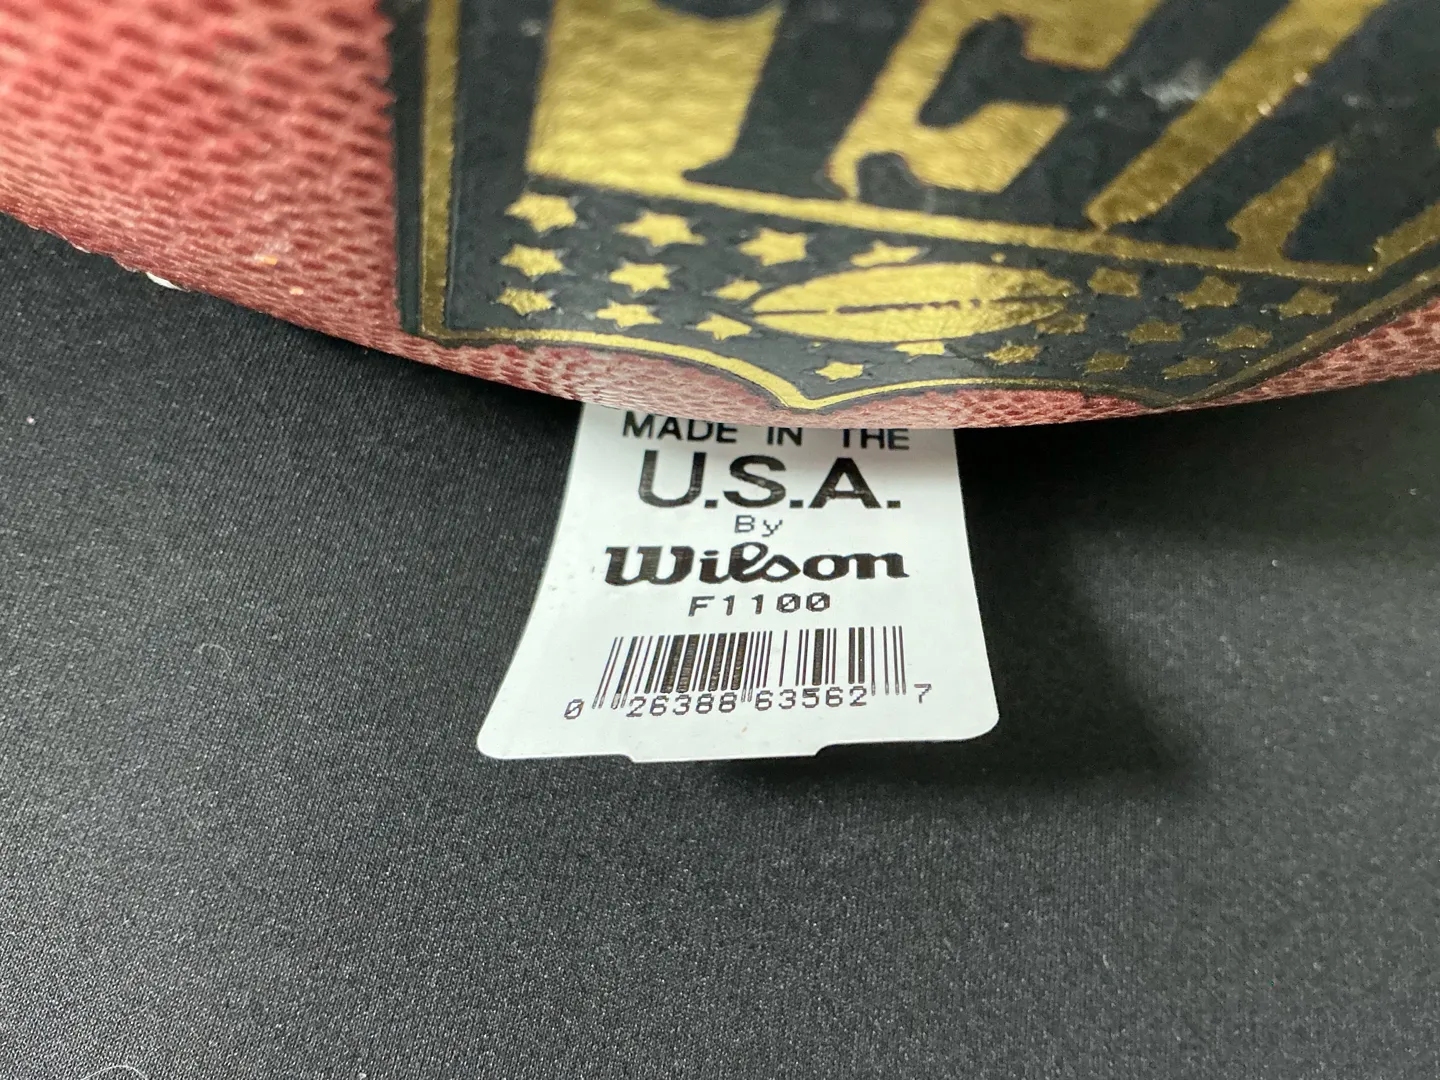 MADE IN THE
U.S.A.
By
Wilson
F1100
0 26388 63562 7